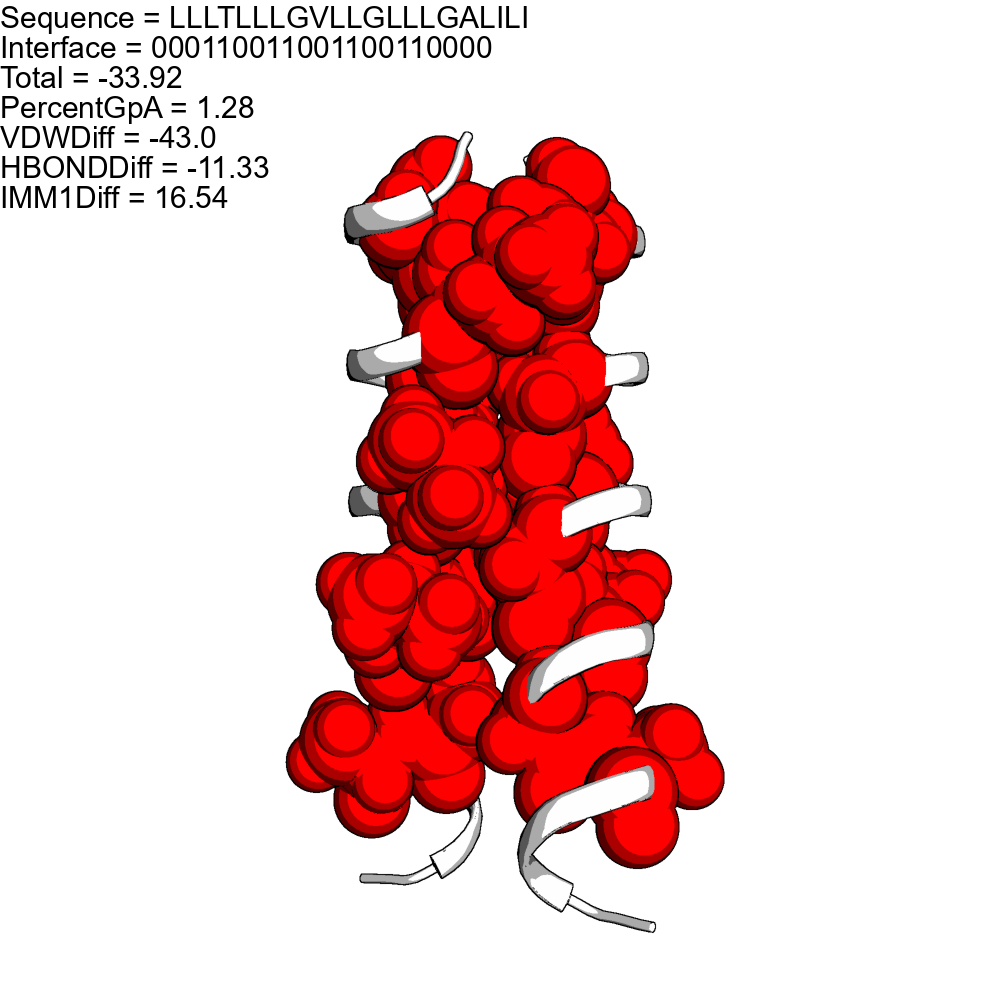 Sequence = LLLTLLLGVLLGLLLGALILI
Interface = 000110011001100110000
Total = -33.92
PercentGpA = 1.28
VDWDiff = -43.0
HBONDDiff = -11.33
IMM1Diff = 16.54